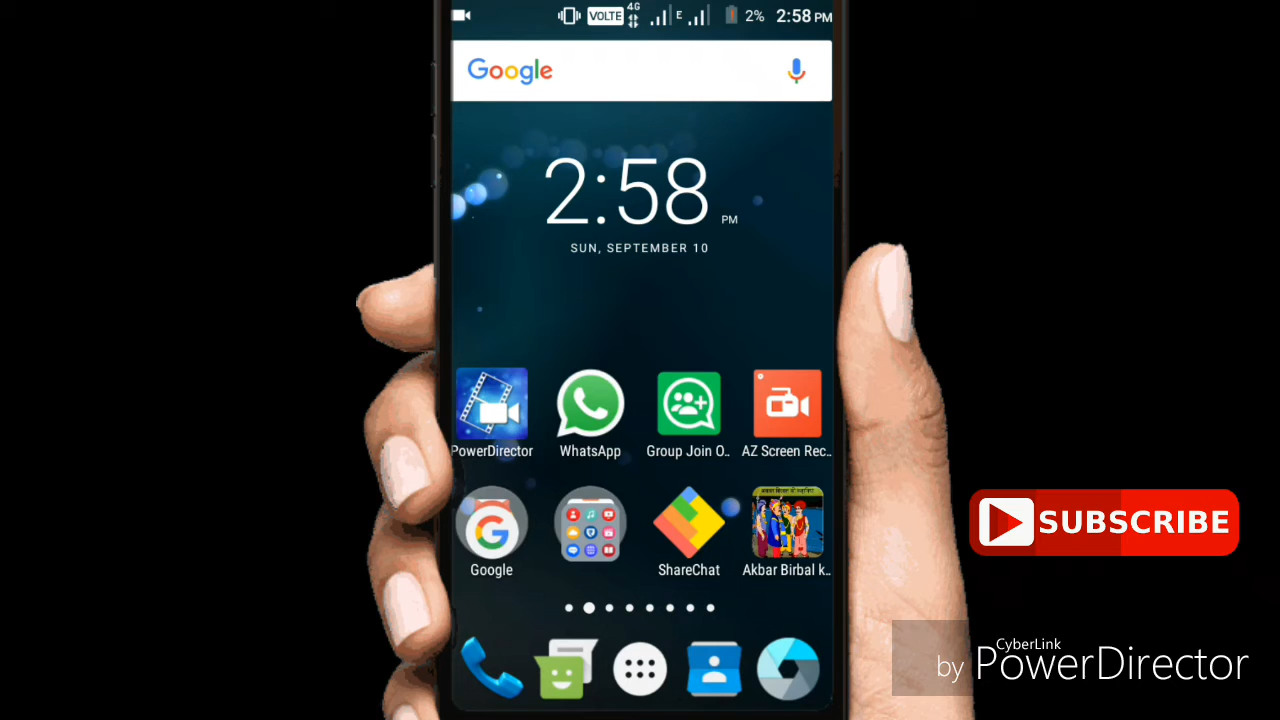 VOLTE 4G E 2% 2:58 PM
Google
2:58 PM
SUN, SEPTEMBER 10
PowerDirector WhatsApp Group Join O.. AZ Screen Rec..
Google ShareChat Akbar Birbal k..
SUBSCRIBE
CyberLink
by PowerDirector